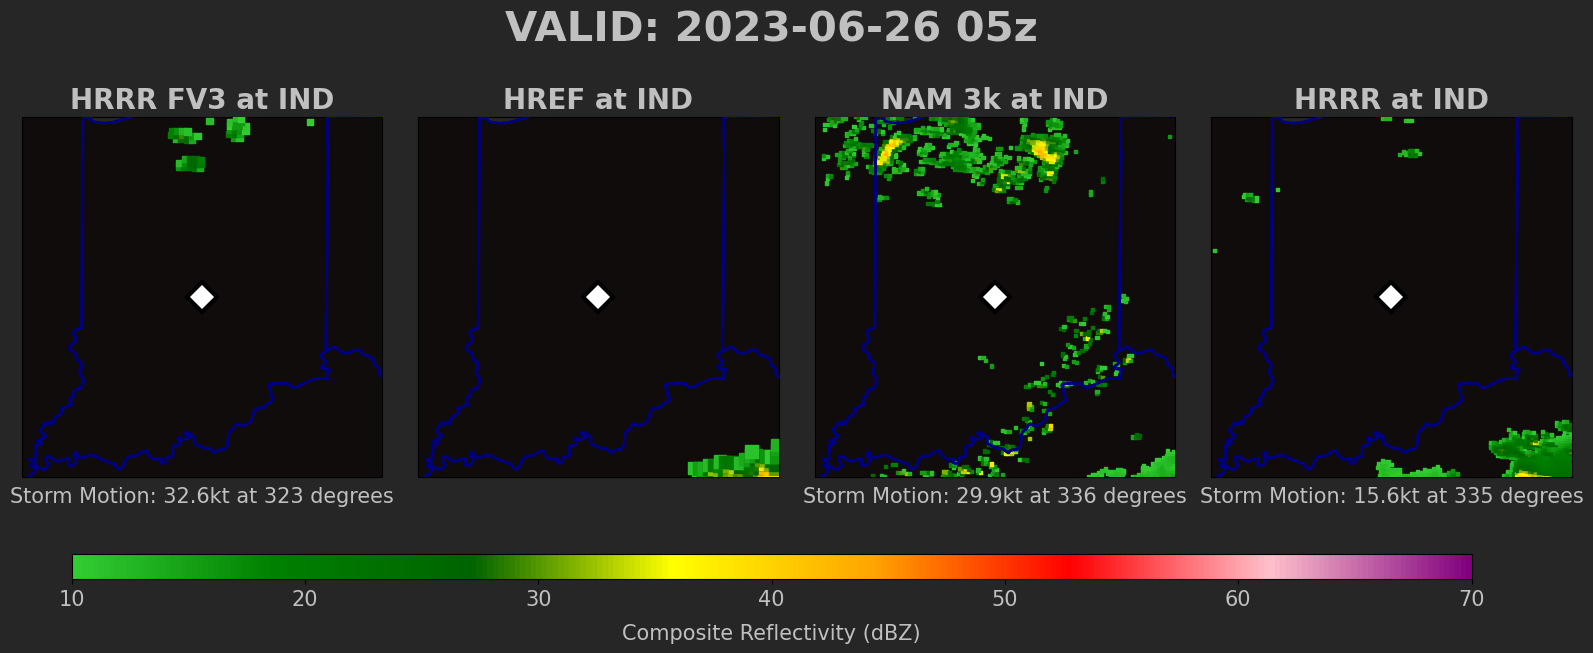 VALID: 2023-06-26 05z
HRRR FV3 at IND
HREF at IND
NAM 3k at IND
HRRR at IND
Storm Motion: 32.6kt at 323 degrees
Storm Motion: 29.9kt at 336 degrees
Storm Motion: 15.6kt at 335 degrees
10 20 30 40 50 60 70
Composite Reflectivity (dBZ)